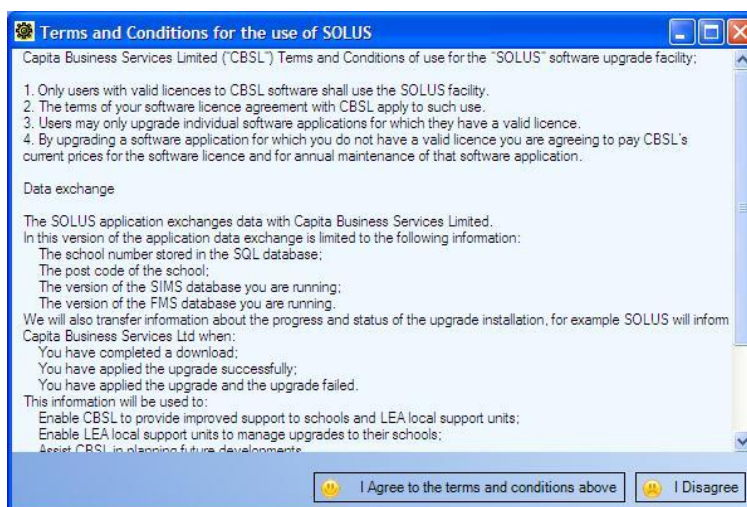 Terms and Conditions for the use of SOLUS
Capita Business Services Limited ("CBSL") Terms and Conditions of use for the "SOLUS" software upgrade facility;
1. Only users with valid licences to CBSL software shall use the SOLUS facility.
2. The terms of your software licence agreement with CBSL apply to such use.
3. Users may only upgrade individual software applications for which they have a valid licence.
4. By upgrading a software application for which you do not have a valid licence you are agreeing to pay CBSL's
current prices for the software licence and for annual maintenance of that software application.
Data exchange
The SOLUS application exchanges data with Capita Business Services Limited.
In this version of the application data exchange is limited to the following information:
The school number stored in the SQL database;
The post code of the school;
The version of the SIMS database you are running;
The version of the FMS database you are running.
We will also transfer information about the progress and status of the upgrade installation, for example SOLUS will inform
Capita Business Services Ltd when:
You have completed a download;
You have applied the upgrade successfully;
You have applied the upgrade and the upgrade failed.
This information will be used to:
Enable CBSL to provide improved support to schools and LEA local support units;
Enable LEA local support units to manage upgrades to their schools;
Assist CBSL in planning future developments
I Agree to the terms and conditions above
I Disagree